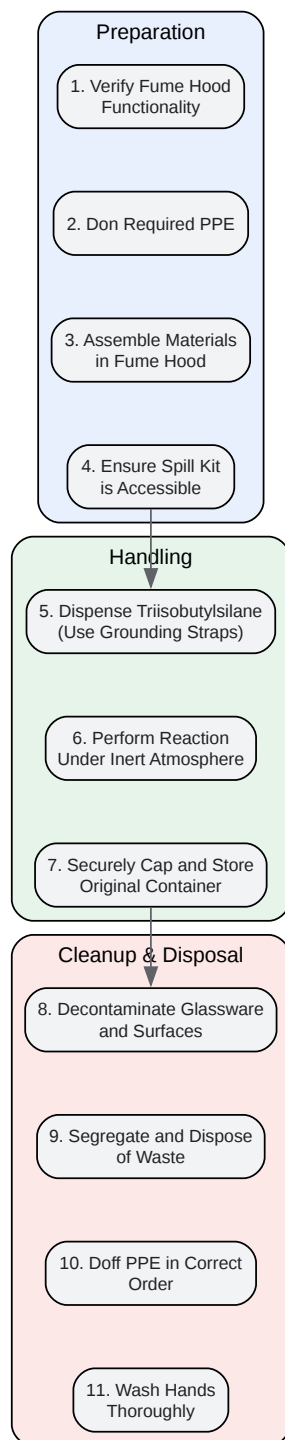 Preparation
1. Verify Fume Hood
Functionality
2. Don Required PPE
3. Assemble Materials
in Fume Hood
4. Ensure Spill Kit
is Accessible
Handling
5. Dispense Triisobutylsilane
(Use Grounding Straps)
6. Perform Reaction
Under Inert Atmosphere
7. Securely Cap and Store
Original Container
Cleanup & Disposal
8. Decontaminate Glassware
and Surfaces
9. Segregate and Dispose
of Waste
10. Doff PPE in Correct
Order
11. Wash Hands
Thoroughly